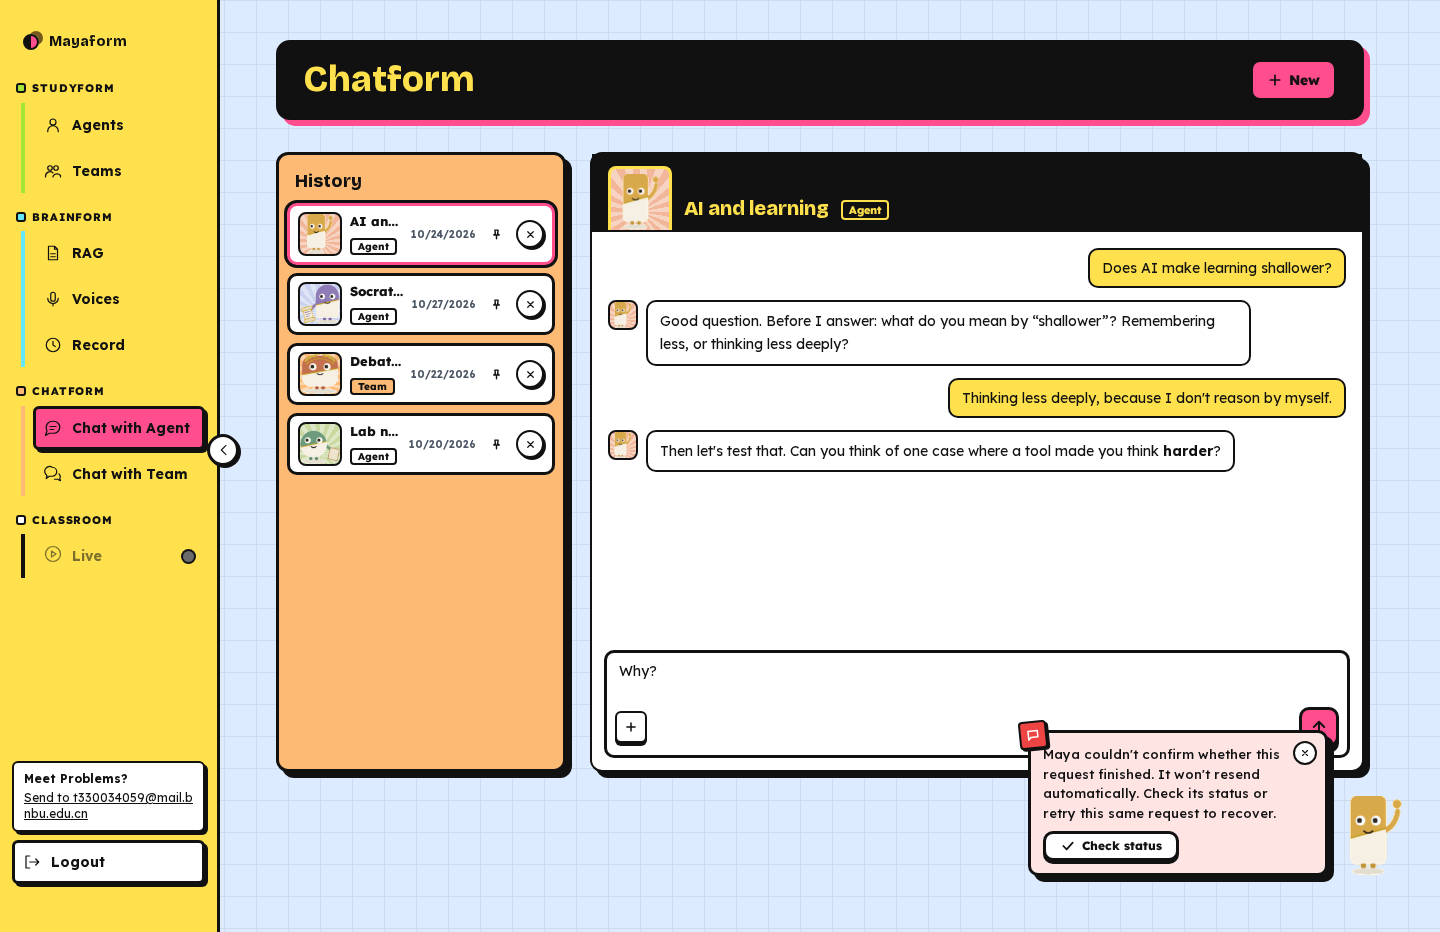 Mayaform
STUDYFORM
Agents
Teams
BRAINFORM
RAG
Voices
Record
CHATFORM
Chat with Agent
Chat with Team
CLASSROOM
Live
Meet Problems?
Send to t330034059@mail.b
nbu.edu.cn
Logout
Chatform
New
History
AI an...
Agent
10/24/2026
Socrat...
Agent
10/27/2026
Debat...
Team
10/22/2026
Lab n...
Agent
10/20/2026
AI and learning
Agent
Does AI make learning shallower?
Good question. Before I answer: what do you mean by “shallower”? Remembering
less, or thinking less deeply?
Thinking less deeply, because I don't reason by myself.
Then let's test that. Can you think of one case where a tool made you think harder?
Why?
Maya couldn't confirm whether this
request finished. It won't resend
automatically. Check its status or
retry this same request to recover.
Check status